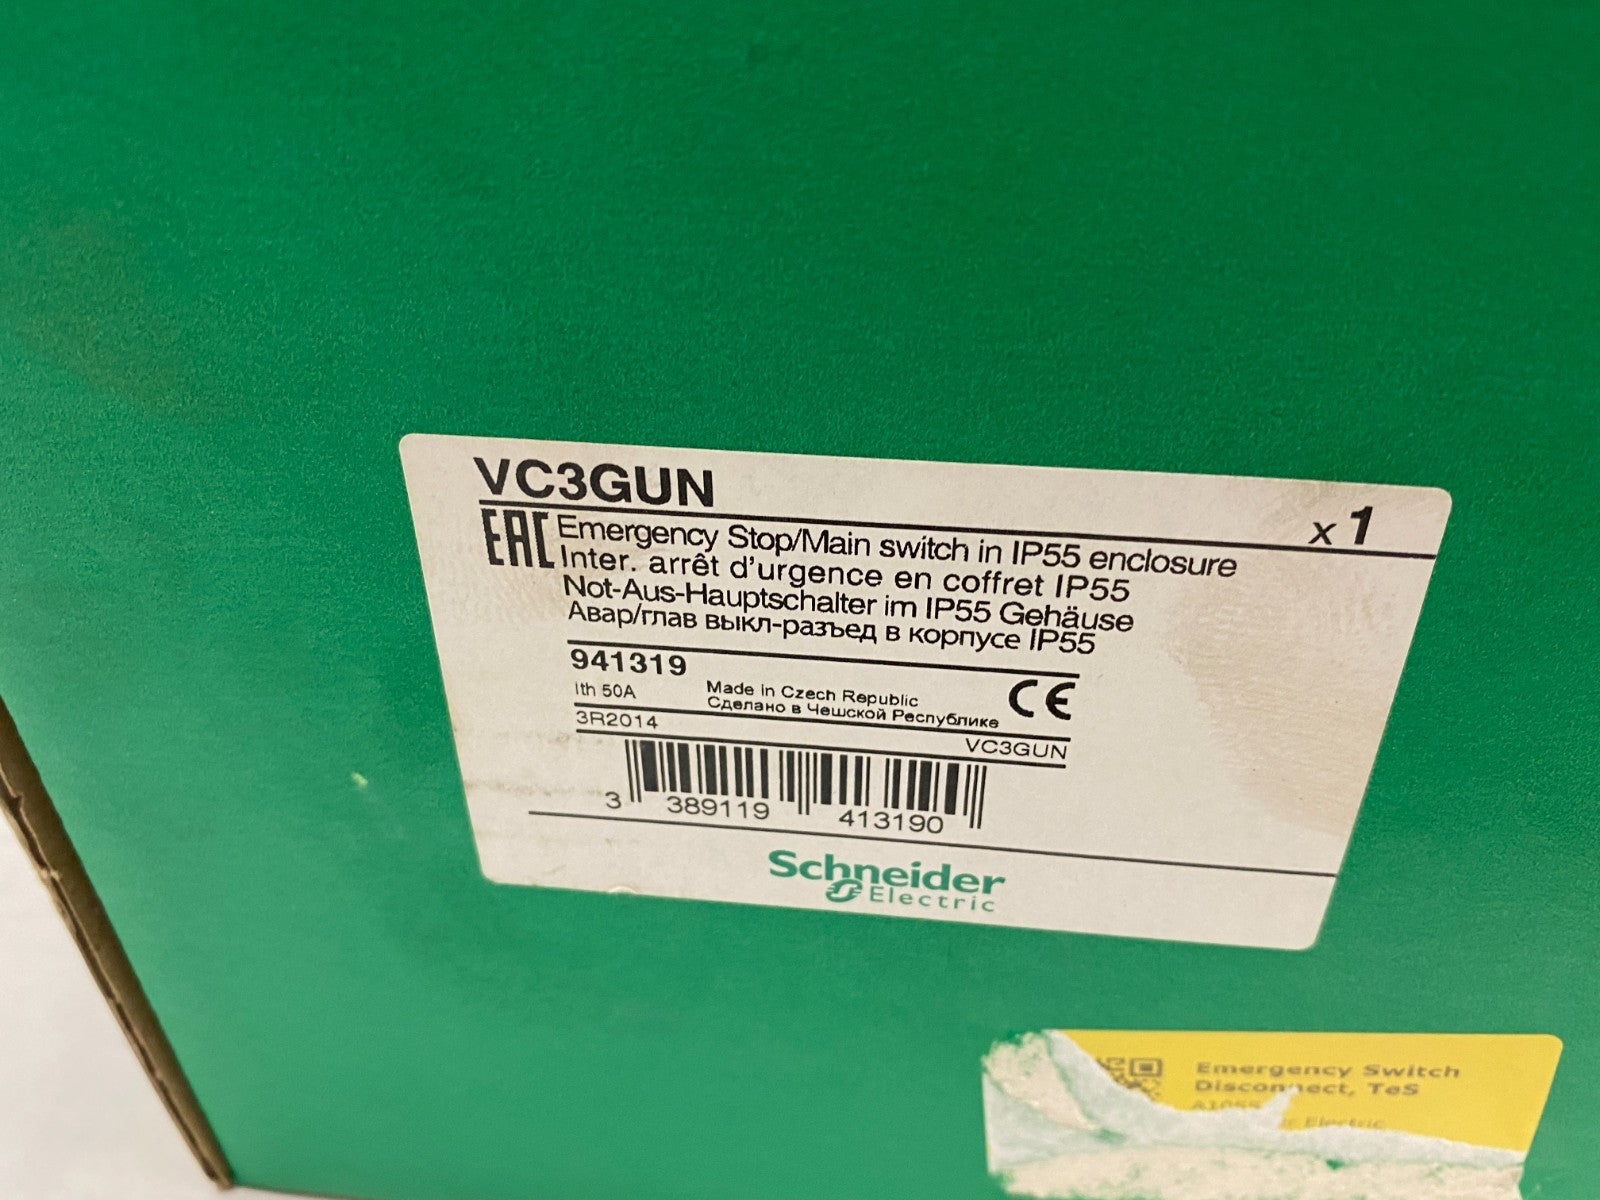 VC3GUN
x 1
EAC Emergency Stop/Main switch in IP55 enclosure
Inter. arrêt d'urgence en coffret IP55
Not-Aus-Hauptschalter im IP55 Gehäuse
Авар/глав выкл-разъед в корпусе IP55
941319
Ith 50A
Made in Czech Republic
Сделано в Чешской Республике
CE
3R2014
VC3GUN
3 389119 413190
Schneider
Electric
Emergency Switch
Disconnect, TeS
Electric